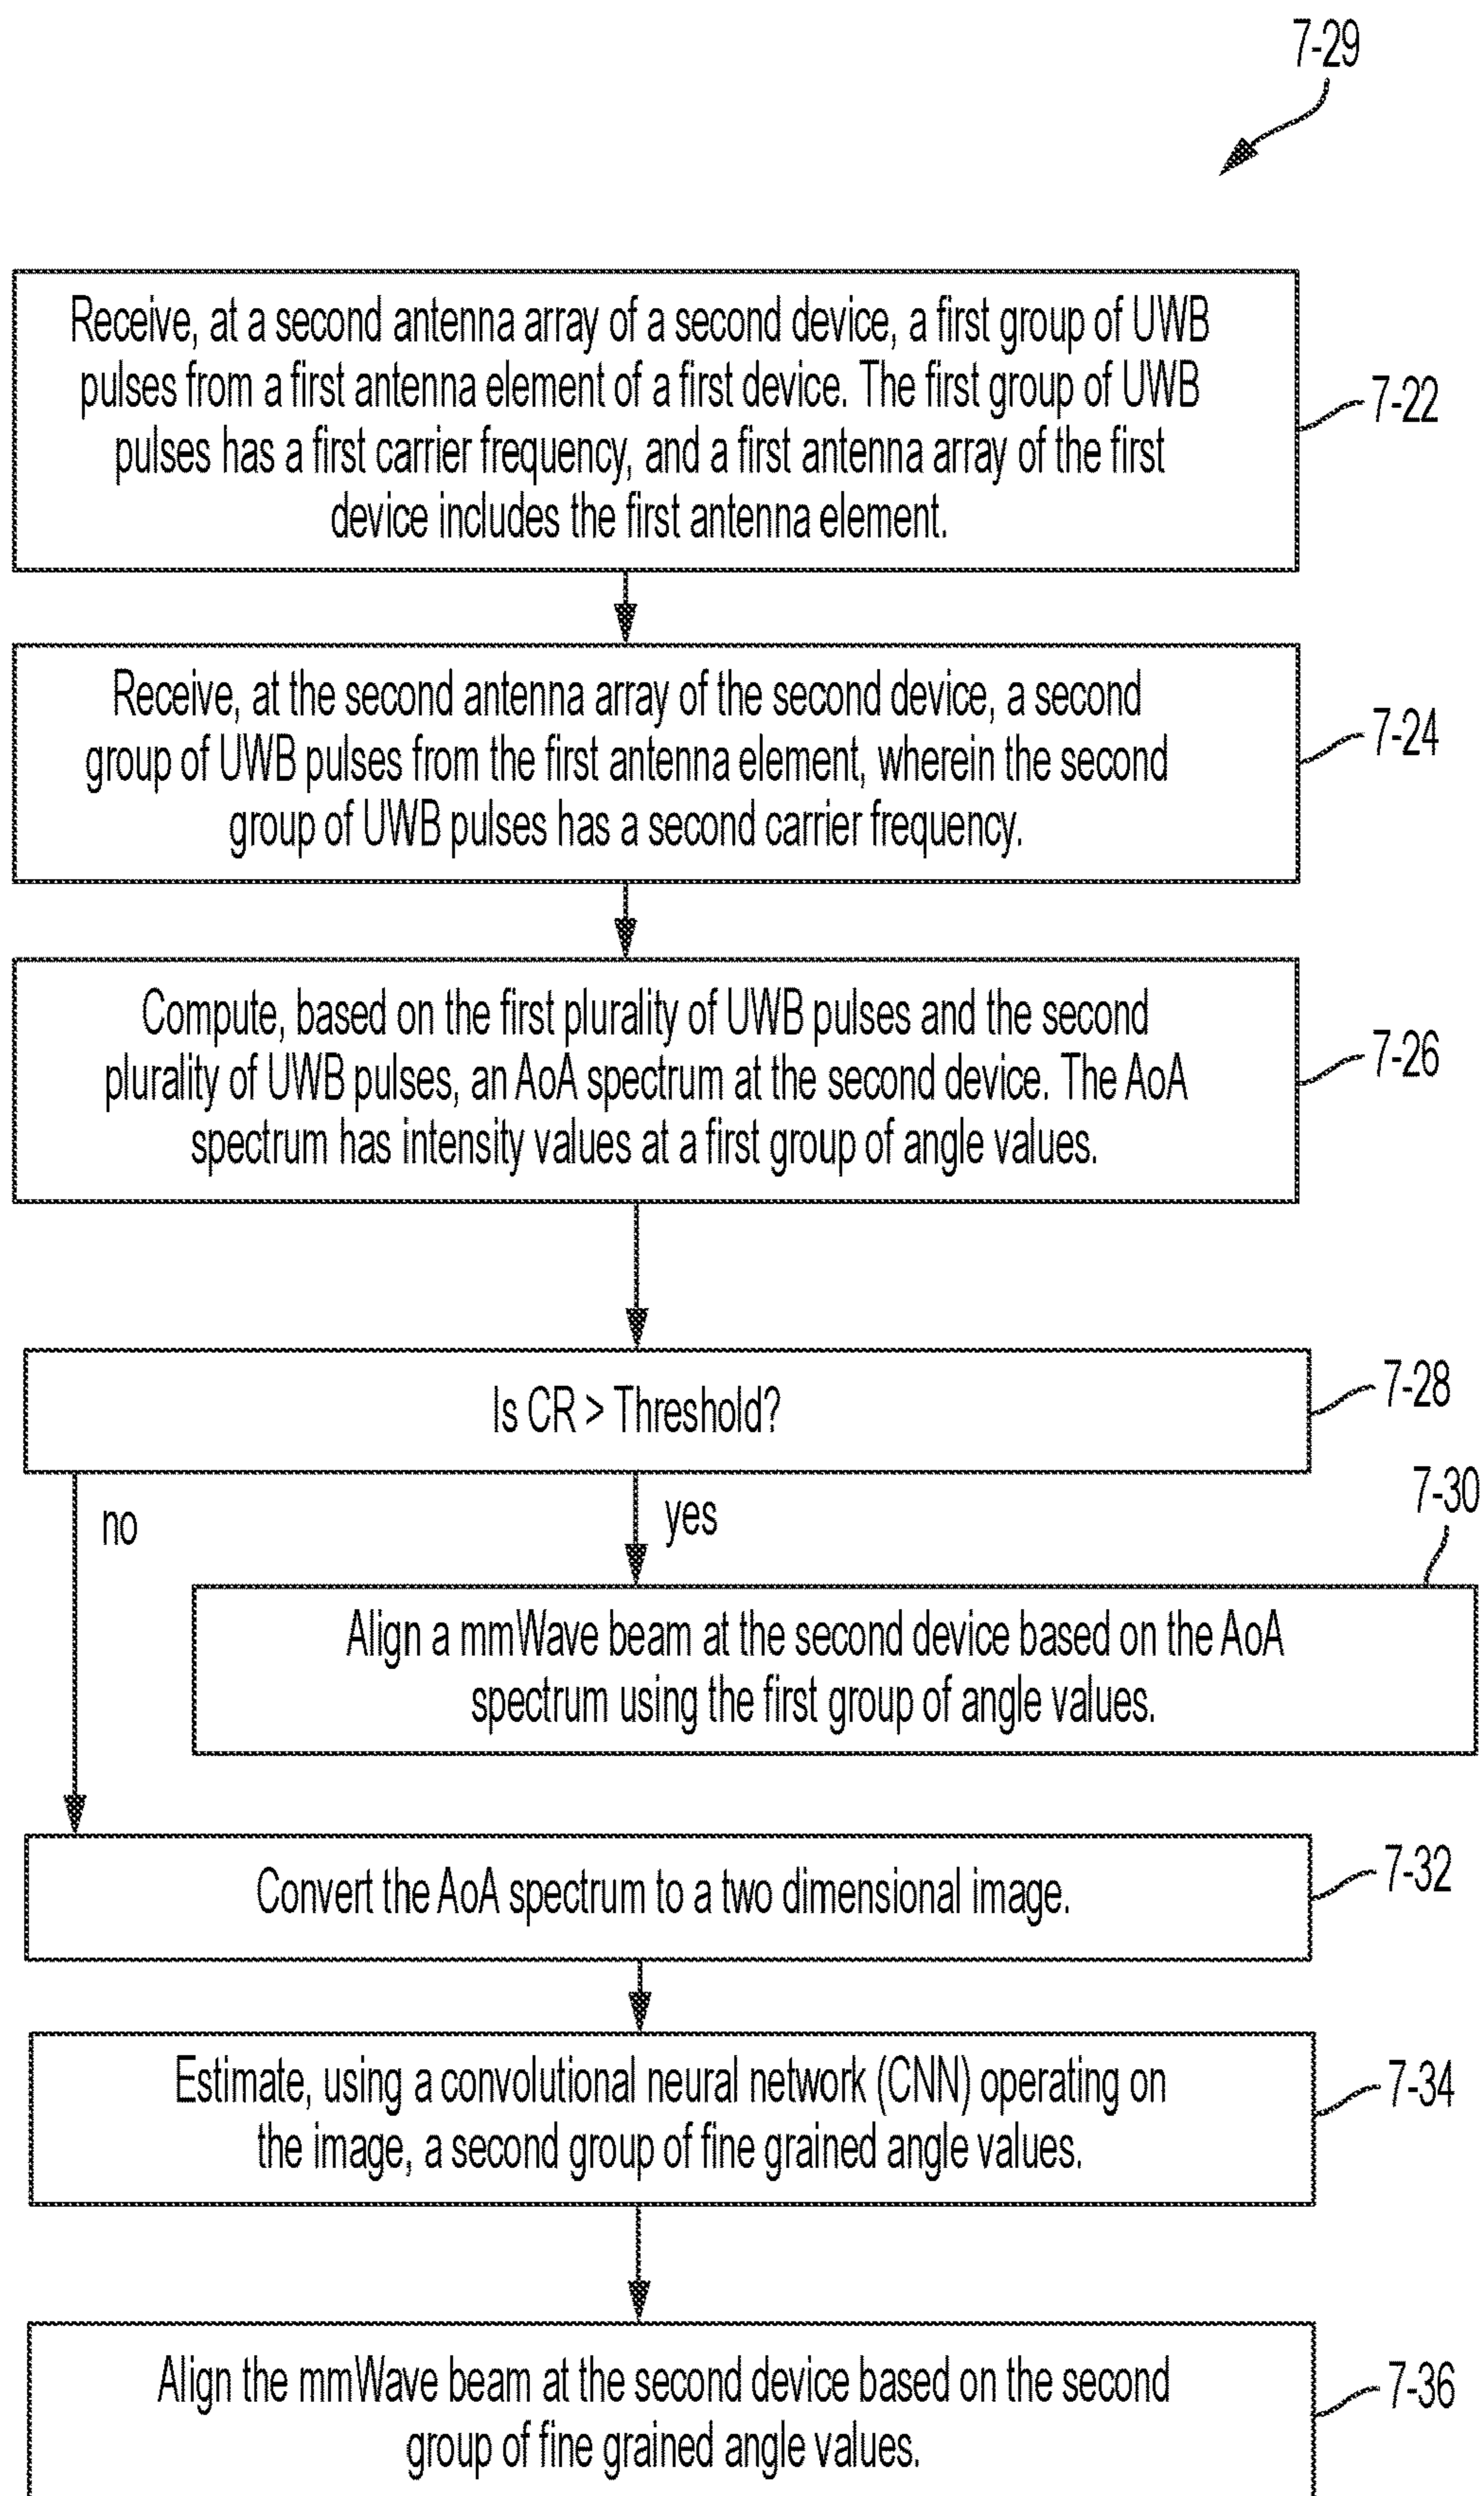 7-29
Receive, at a second antenna array of a second device, a first group of UWB
pulses from a first antenna element of a first device. The first group of UWB
pulses has a first carrier frequency, and a first antenna array of the first
device includes the first antenna element.
7-22
Receive, at the second antenna array of the second device, a second
group of UWB pulses from the first antenna element, wherein the second
group of UWB pulses has a second carrier frequency.
7-24
Compute, based on the first plurality of UWB pulses and the second
plurality of UWB pulses, an AoA spectrum at the second device. The AoA
spectrum has intensity values at a first group of angle values.
7-26
Is CR > Threshold?
7-28
no
yes
7-30
Align a mmWave beam at the second device based on the AoA
spectrum using the first group of angle values.
Convert the AoA spectrum to a two dimensional image.
7-32
Estimate, using a convolutional neural network (CNN) operating on
the image, a second group of fine grained angle values.
7-34
Align the mmWave beam at the second device based on the second
group of fine grained angle values.
7-36